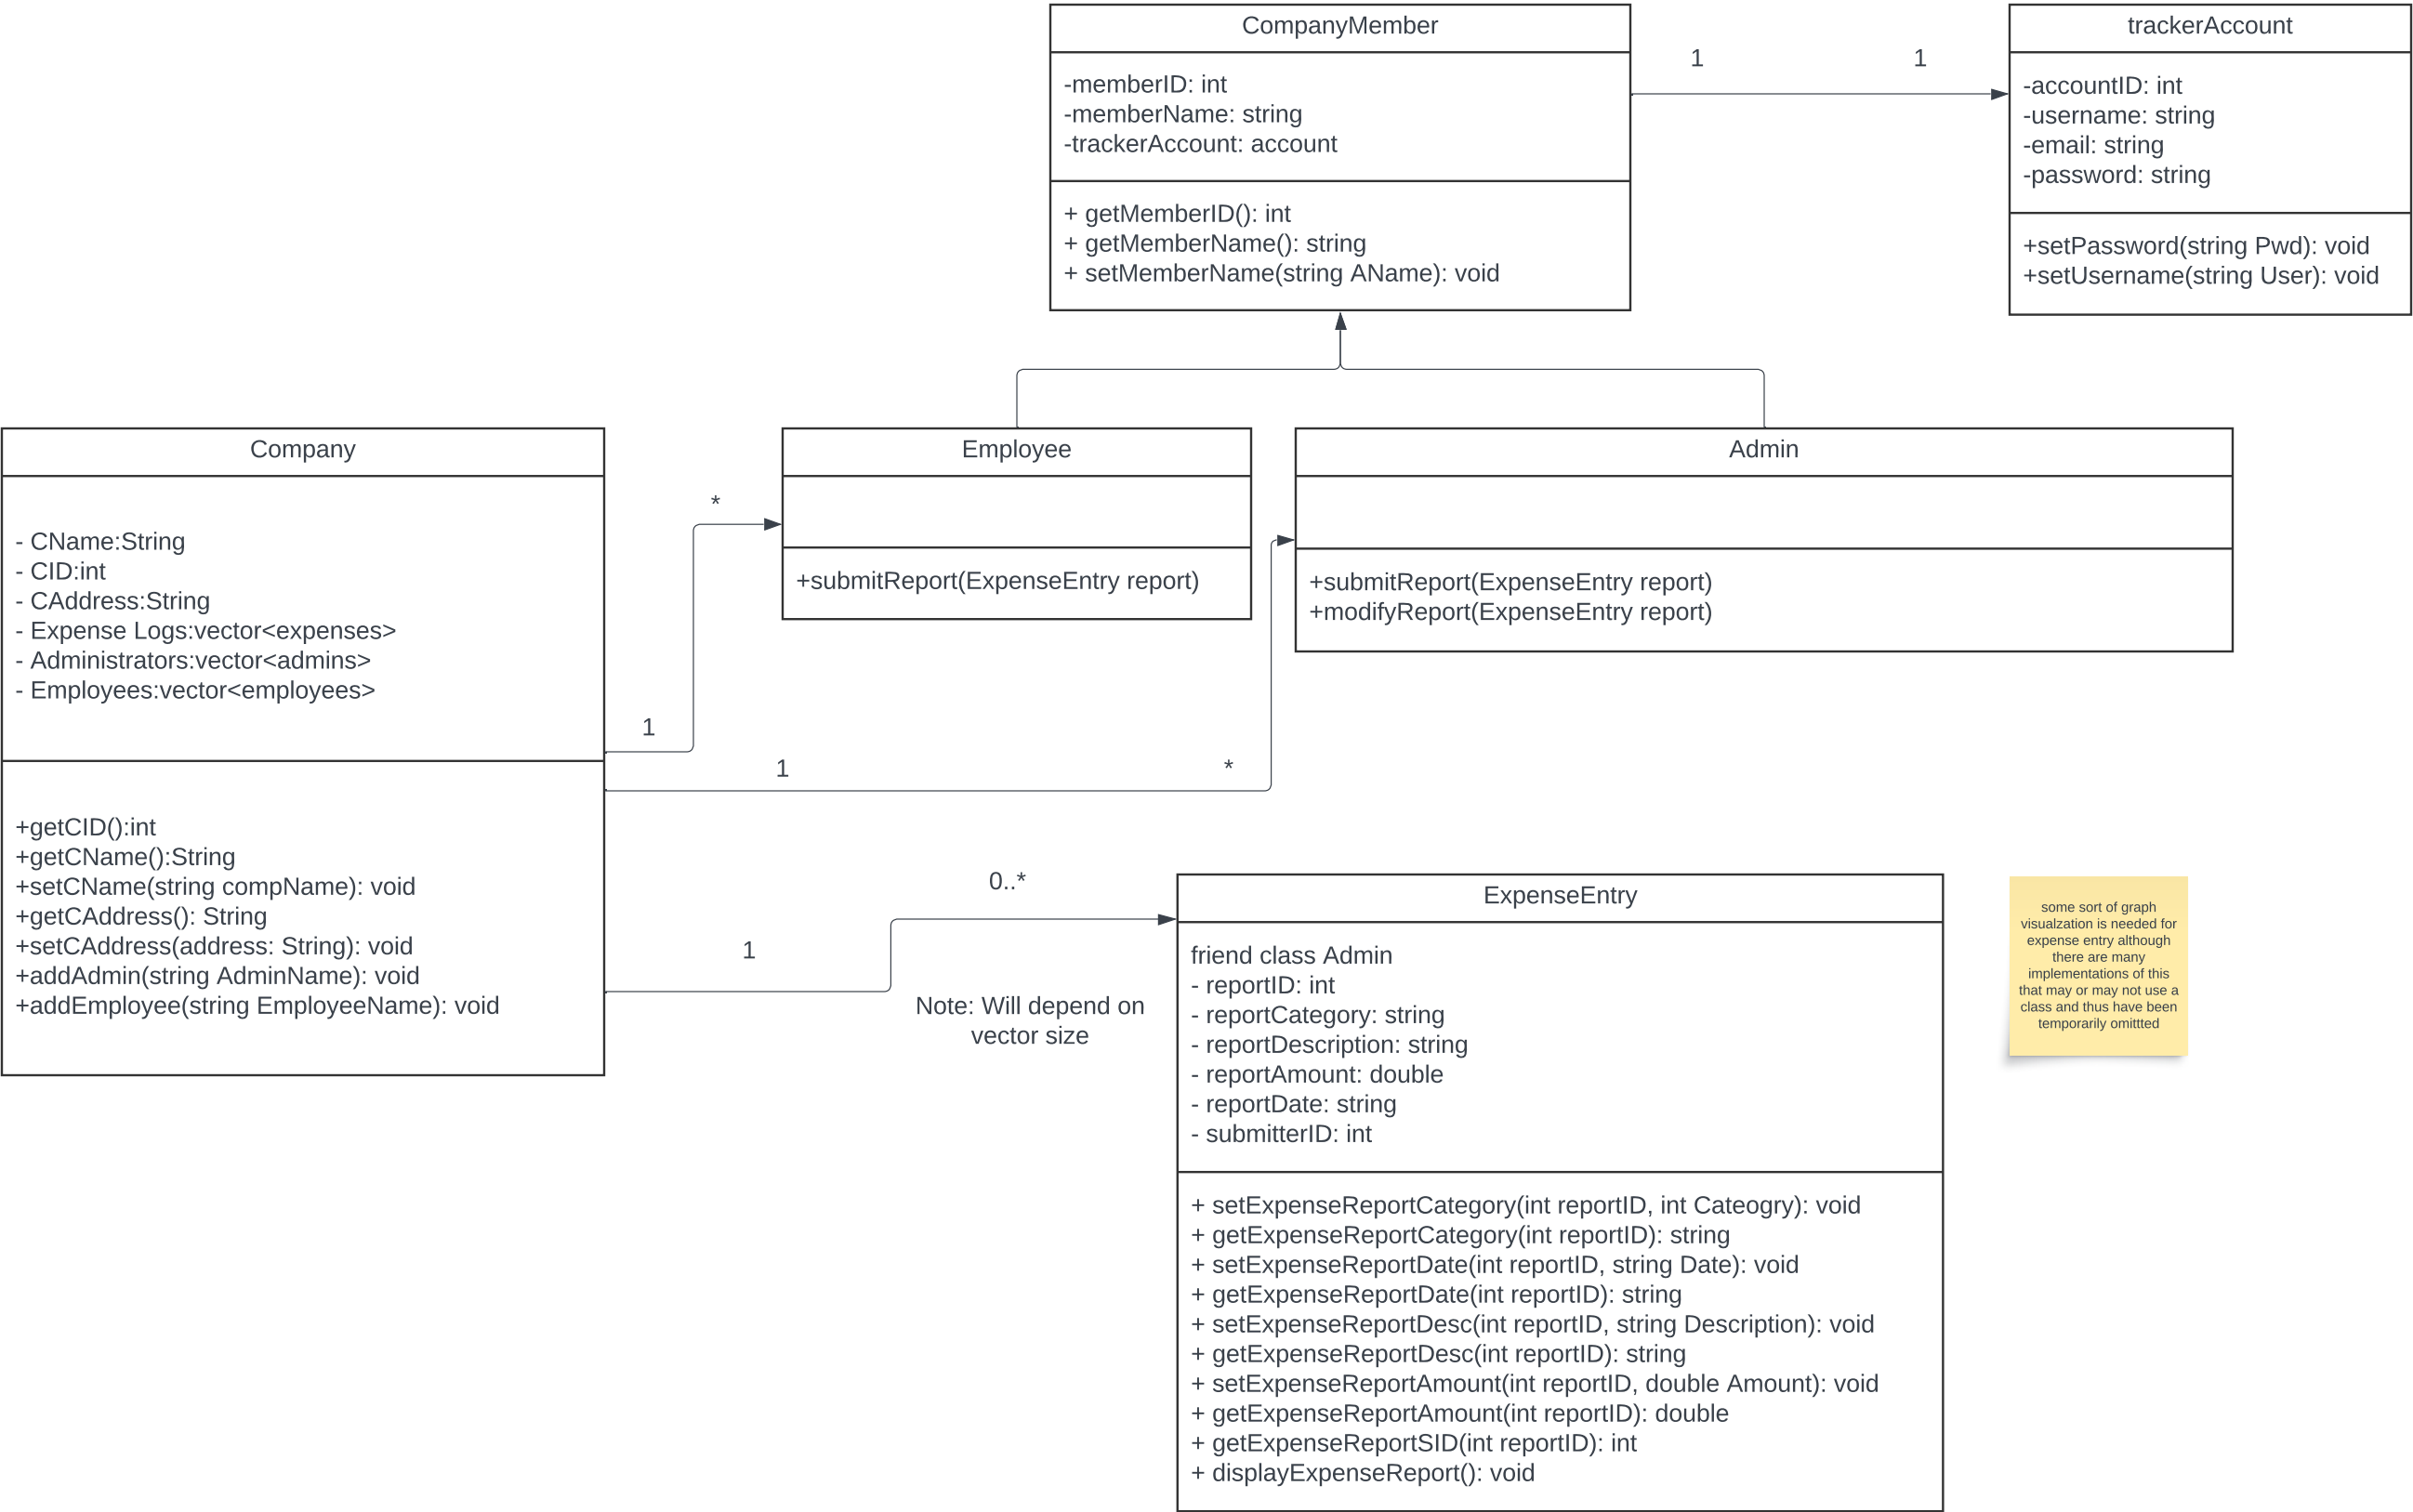 CompanyMember
-memberID: int
-memberName: string
-trackerAccount: account
+ getMemberID(): int
+ getMemberName(): string
+ setMemberName(string AName): void
1
1
trackerAccount
-accountID: int
-username: string
-email: string
-password: string
+setPassword(string Pwd): void
+setUsername(string User): void
Company
- CName:String
- CID:int
- CAddress:String
- Expense Logs:vector<expenses>
- Administrators:vector<admins>
- Employees:vector<employees>
+getCID():int
+getCName():String
+setCName(string compName): void
+getCAddress(): String
+setCAddress(address: String): void
+addAdmin(string AdminName): void
+addEmployee(string EmployeeName): void
*
1
Employee
+submitReport(ExpenseEntry report)
1
*
Admin
+submitReport(ExpenseEntry report)
+modifyReport(ExpenseEntry report)
0..*
1
Note: Will depend on
vector size
ExpenseEntry
friend class Admin
- reportID: int
- reportCategory: string
- reportDescription: string
- reportAmount: double
- reportDate: string
- submitterID: int
+ setExpenseReportCategory(int reportID, int Cateogry): void
+ getExpenseReportCategory(int reportID): string
+ setExpenseReportDate(int reportID, string Date): void
+ getExpenseReportDate(int reportID): string
+ setExpenseReportDesc(int reportID, string Description): void
+ getExpenseReportDesc(int reportID): string
+ setExpenseReportAmount(int reportID, double Amount): void
+ getExpenseReportAmount(int reportID): double
+ getExpenseReportSID(int reportID): int
+ displayExpenseReport(): void
some sort of graph
visualzation is needed for
expense entry although
there are many
implementations of this
that may or may not use a
class and thus have been
temporarily omittted